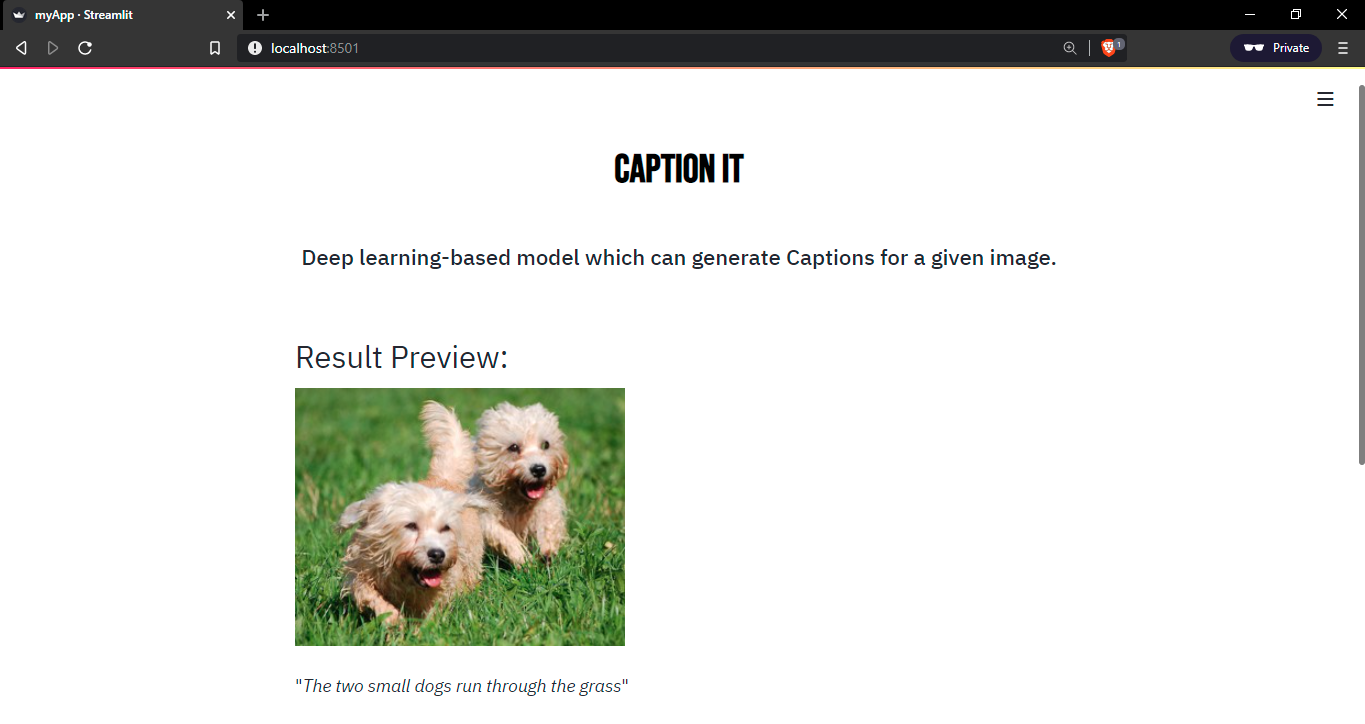 myApp · Streamlit
localhost:8501
1
Private
CAPTION IT
Deep learning-based model which can generate Captions for a given image.
Result Preview:
"The two small dogs run through the grass"